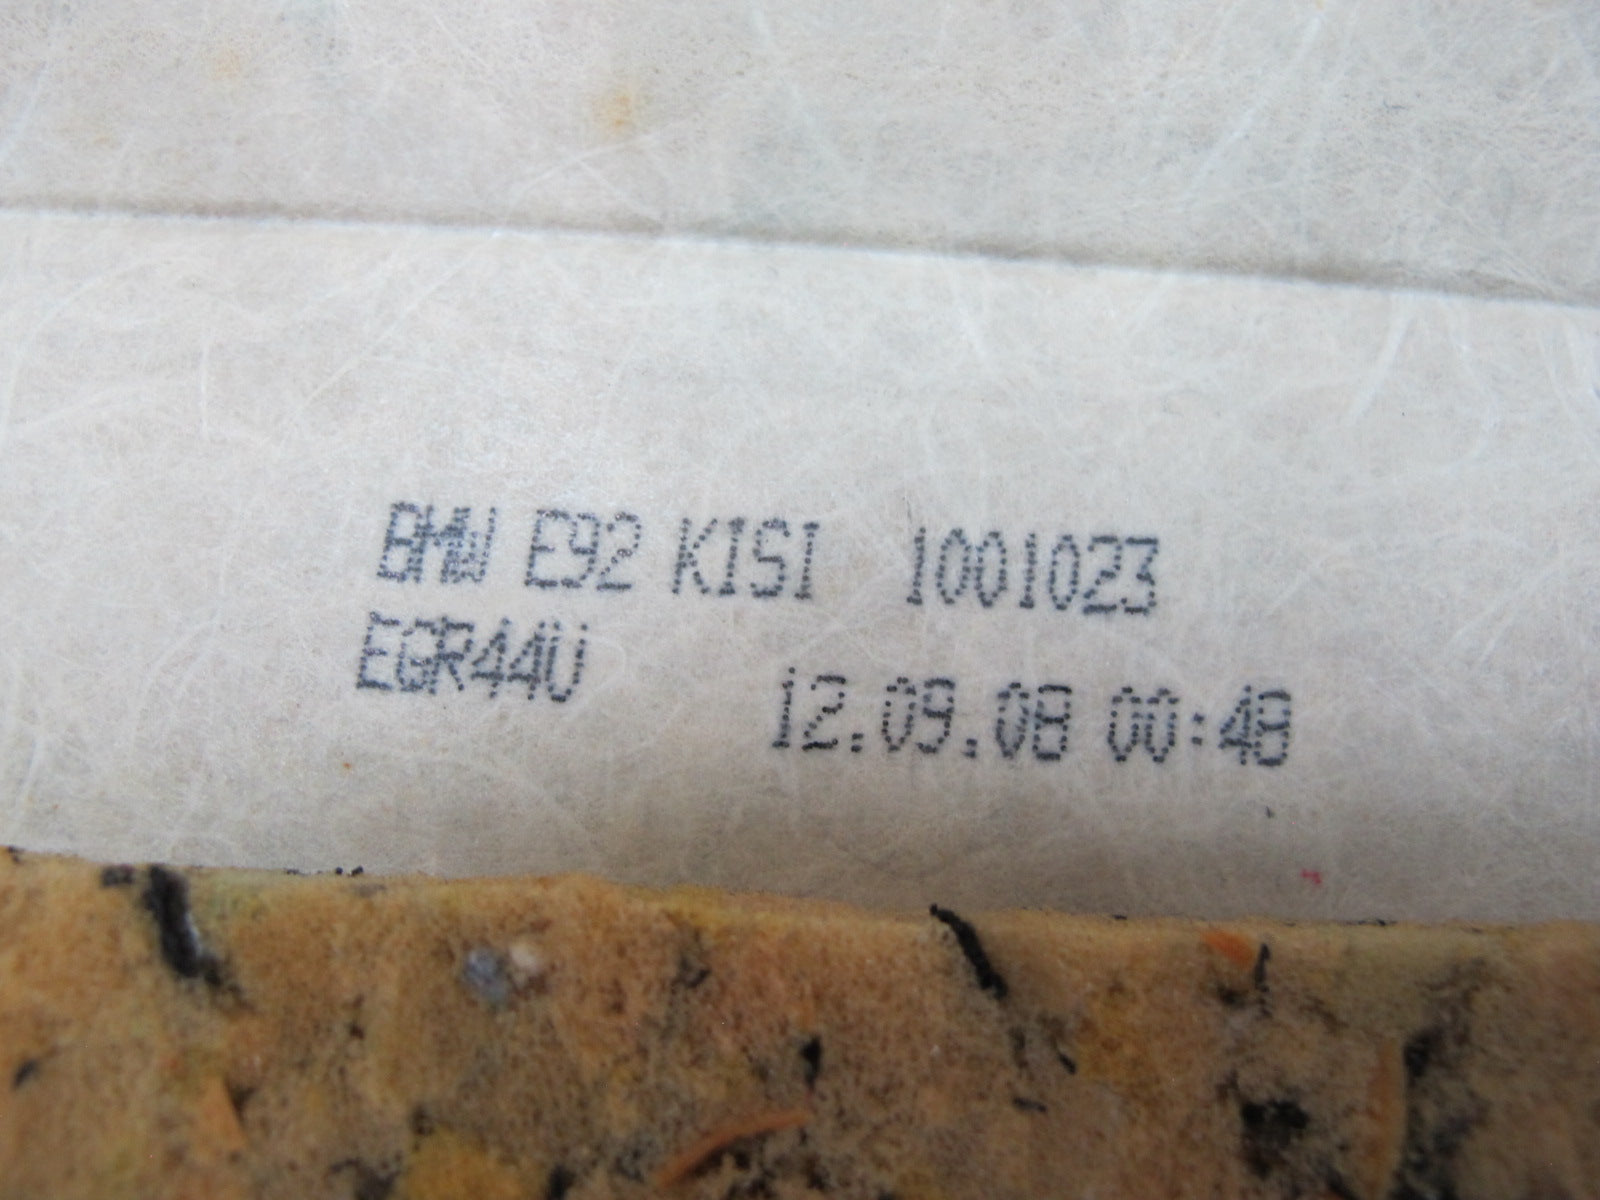 BMW E92 KISI 1001023
EGR44U
12.09.08 00:48